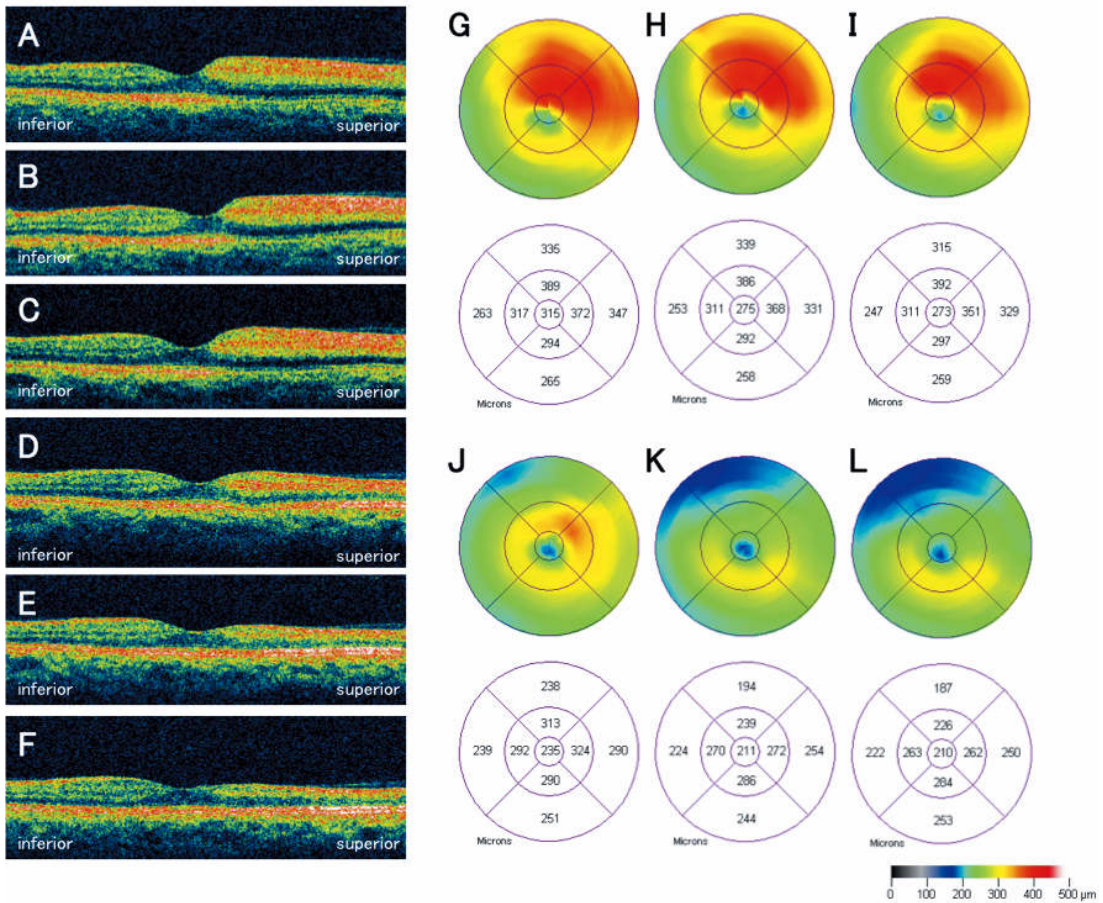 A
inferior superior
B
inferior superior
C
inferior superior
D
inferior superior
E
inferior superior
F
inferior superior
G H I
335
389
263 317 315 372 347
294
265
Microns
339
386
253 311 275 368 331
292
258
Microns
315
392
247 311 273 351 329
297
259
Microns
J K L
238
313
239 292 235 324 290
290
251
Microns
194
239
224 270 211 272 254
286
244
Microns
187
226
222 263 210 262 250
284
253
Microns
0 100 200 300 400 500 µm